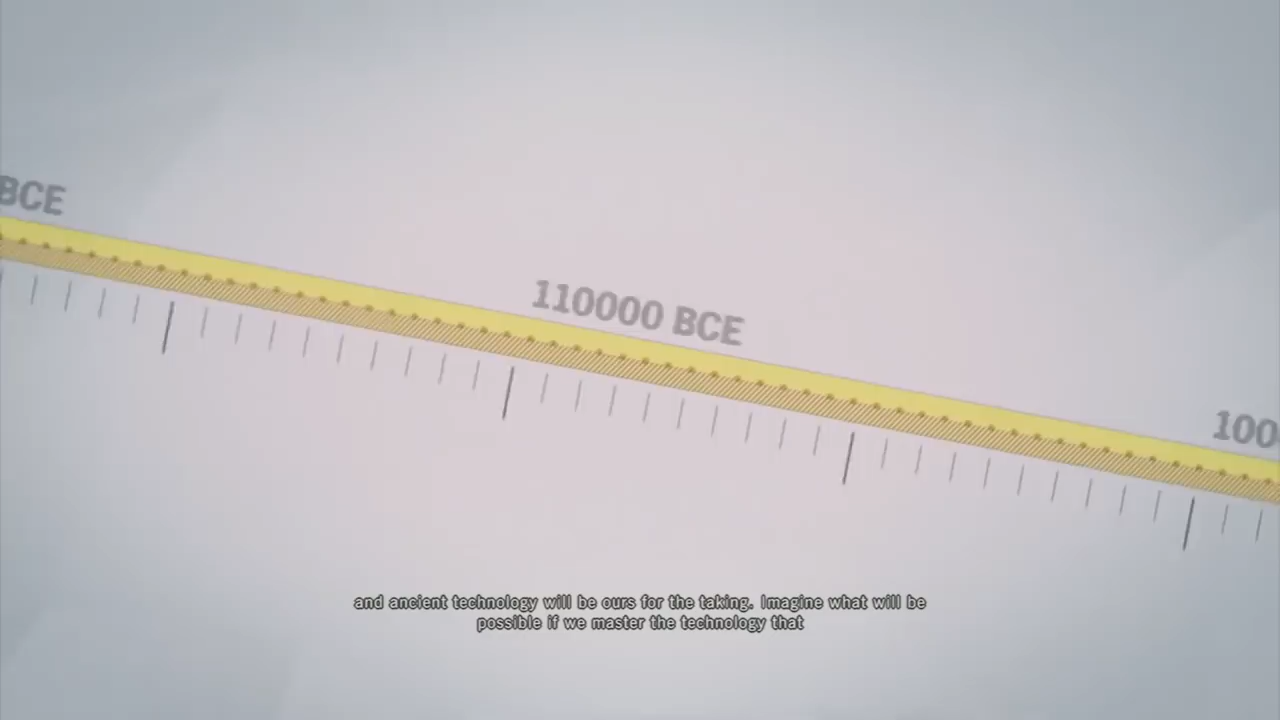 BCE
110000 BCE
100
and ancient technology will be ours for the taking. Imagine what will be
possible if we master the technology that